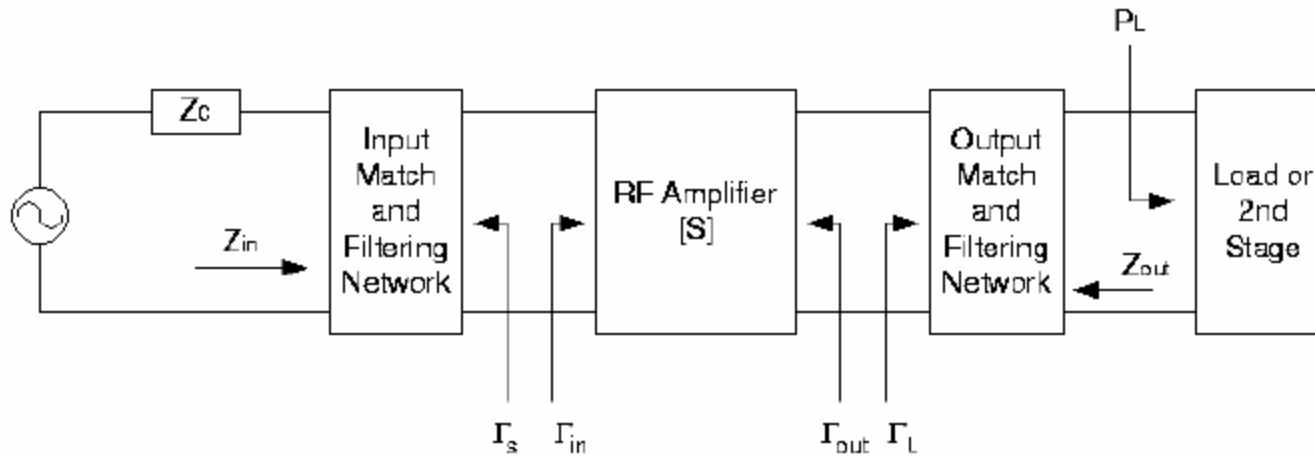 PL
Zc
Input
Match
and
Filtering
Network
RF Amplifier
[S]
Output
Match
and
Filtering
Network
Load or
2nd
Stage
Zin
Zout
Γs
Γin
Γout
ΓL